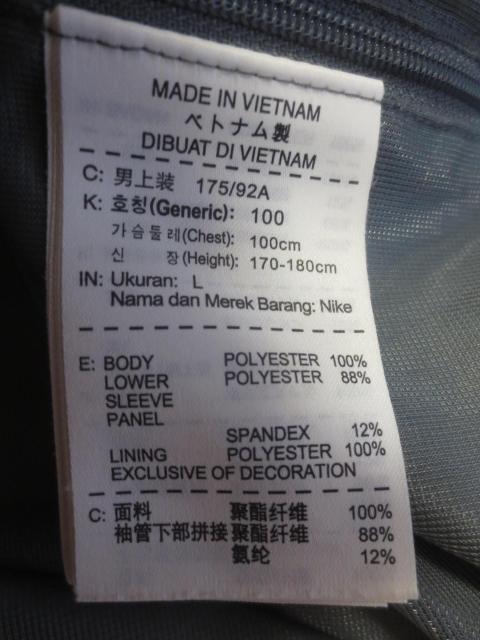 MADE IN VIETNAM
ベトナム製
DIBUAT DI VIETNAM
C: 男上装 175/92A
K: 호칭(Generic): 100
가슴둘레(Chest): 100cm
신 장(Height): 170-180cm
IN: Ukuran: L
Nama dan Merek Barang: Nike
E: BODY POLYESTER 100%
LOWER POLYESTER 88%
SLEEVE
PANEL
SPANDEX 12%
LINING POLYESTER 100%
EXCLUSIVE OF DECORATION
C: 面料 聚酯纤维 100%
袖管下部拼接 聚酯纤维 88%
氨纶 12%